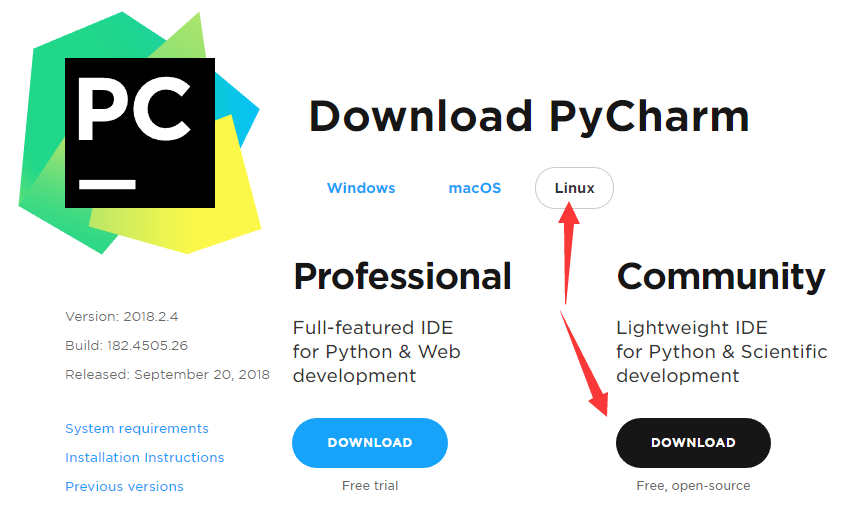 PC
Download PyCharm
Windows
macOS
Linux
Professional
Full-featured IDE
for Python & Web
development
DOWNLOAD
Free trial
Community
Lightweight IDE
for Python & Scientific
development
DOWNLOAD
Free, open-source
Version: 2018.2.4
Build: 182.4505.26
Released: September 20, 2018
System requirements
Installation Instructions
Previous versions